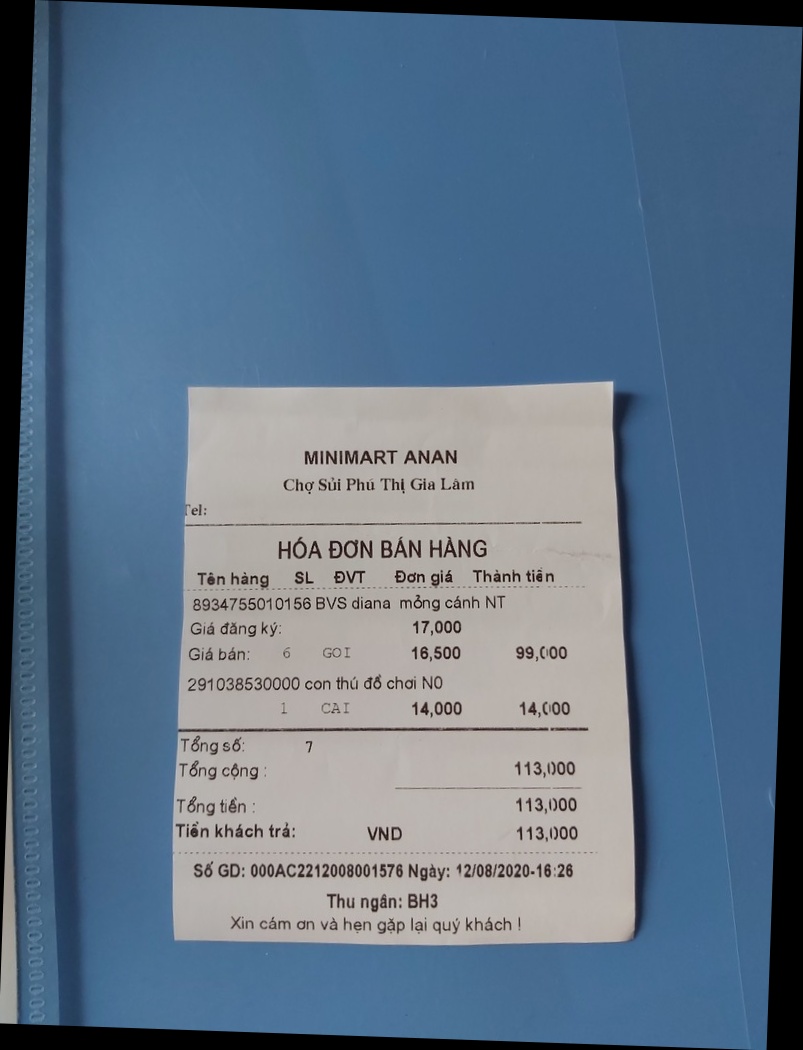 MINIMART ANAN
Chợ Sủi Phú Thị Gia Lâm
Tel:
HÓA ĐƠN BÁN HÀNG
Tên hàng SL ĐVT Đơn giá Thành tiền
8934755010156 BVS diana mỏng cánh NT
Giá đăng ký: 17,000
Giá bán: 6 GOI 16,500 99,000
291038530000 con thú đồ chơi N0
1 CAI 14,000 14,000
Tổng số: 7
Tổng cộng : 113,000
Tổng tiền : 113,000
Tiền khách trả: VND 113,000
Số GD: 000AC2212008001576 Ngày: 12/08/2020-16:26
Thu ngân: BH3
Xin cám ơn và hẹn gặp lại quý khách !